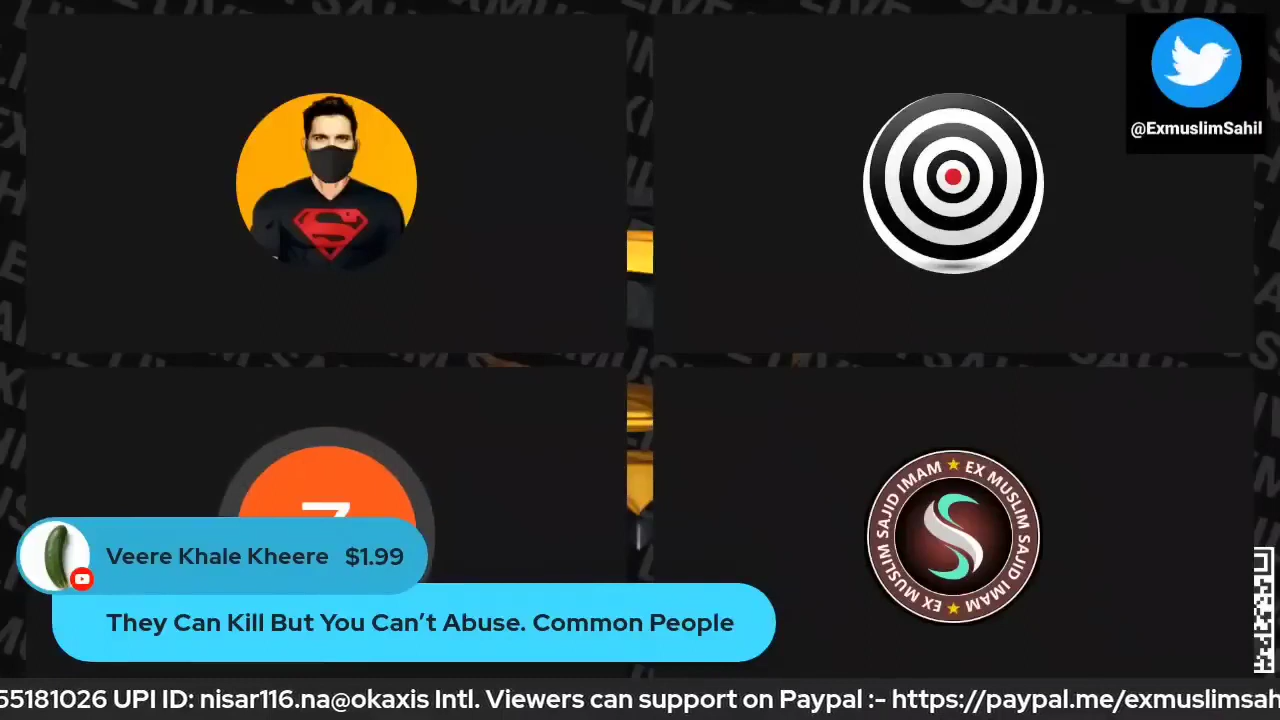 @ExmuslimSahil
EX MUSLIM SAJID IMAM ★ EX MUSLIM SAJID IMAM ★
Veere Khale Kheere $1.99
They Can Kill But You Can’t Abuse. Common People
55181026 UPI ID: nisar116.na@okaxis Intl. Viewers can support on Paypal :- https://paypal.me/exmuslimsah